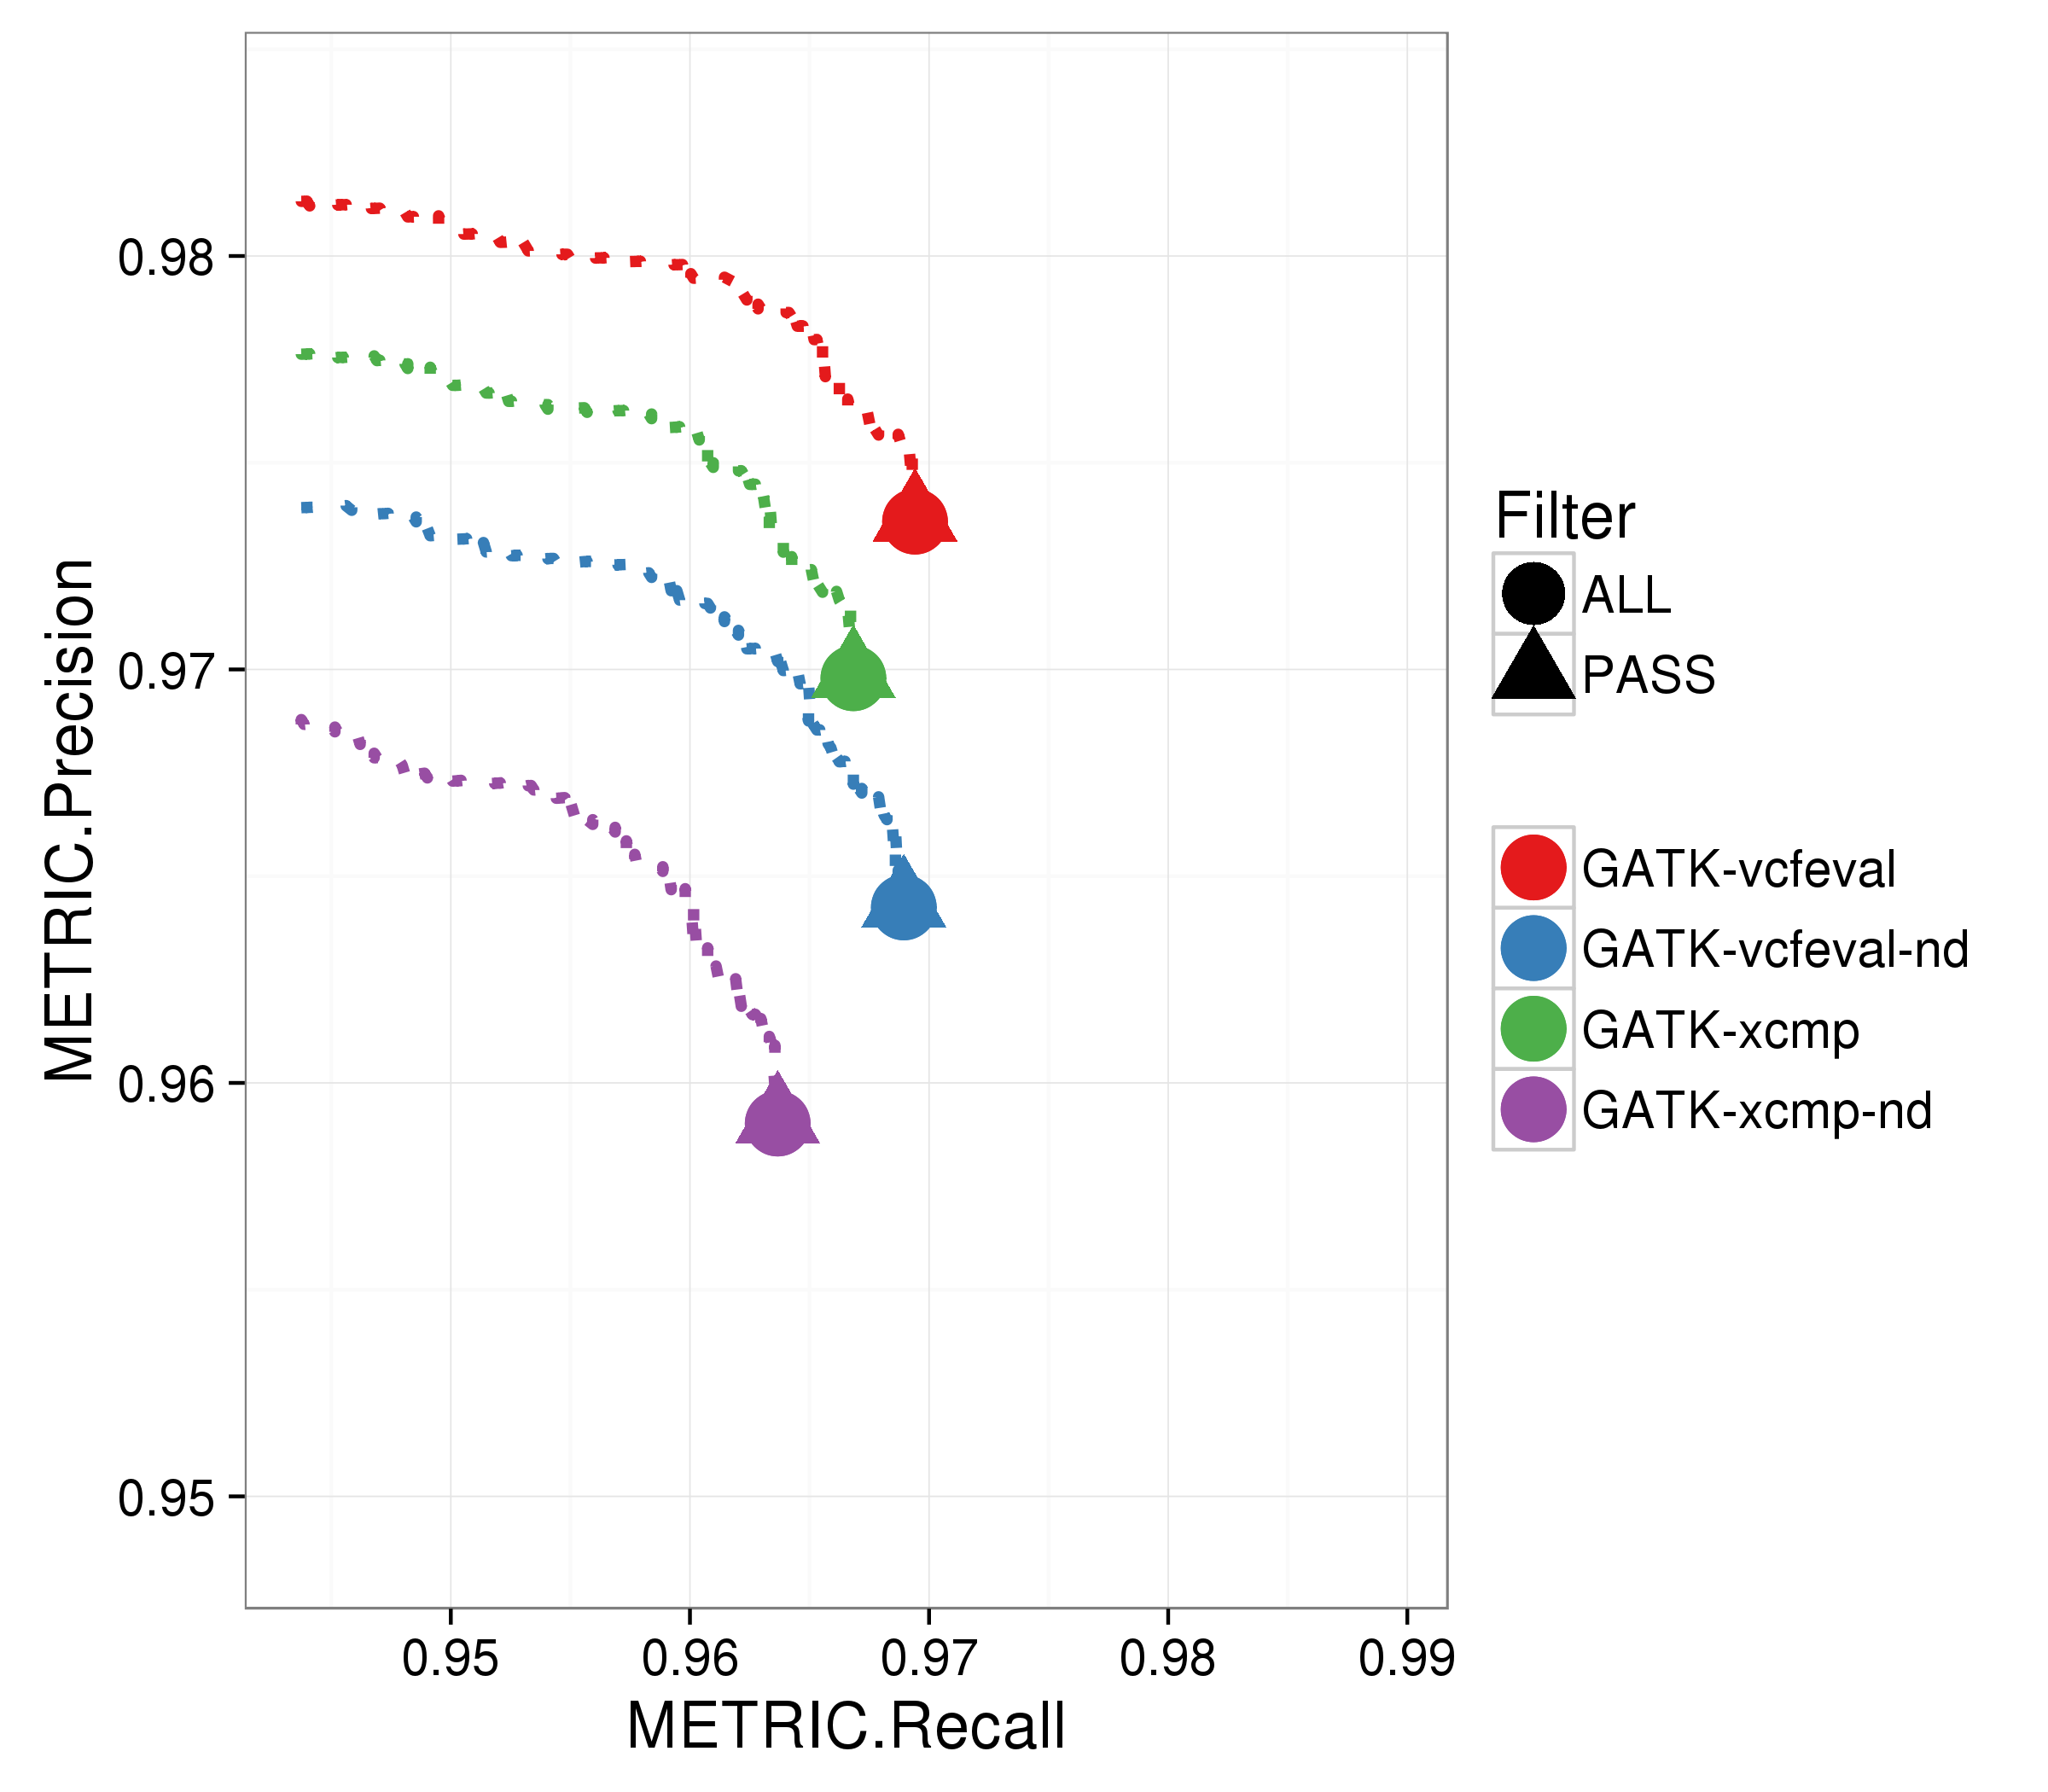 METRIC.Precision
0.98
0.97
0.96
0.95
0.95 0.96 0.97 0.98 0.99
METRIC.Recall
Filter
ALL
PASS
GATK-vcfeval
GATK-vcfeval-nd
GATK-xcmp
GATK-xcmp-nd